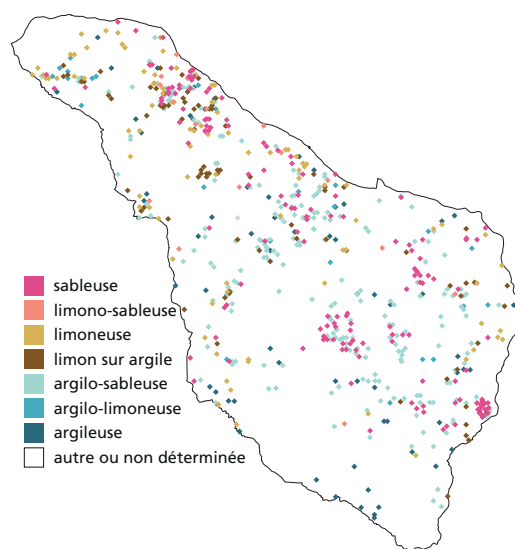 sableuse
limono-sableuse
limoneuse
limon sur argile
argilo-sableuse
argilo-limoneuse
argileuse
autre ou non déterminée